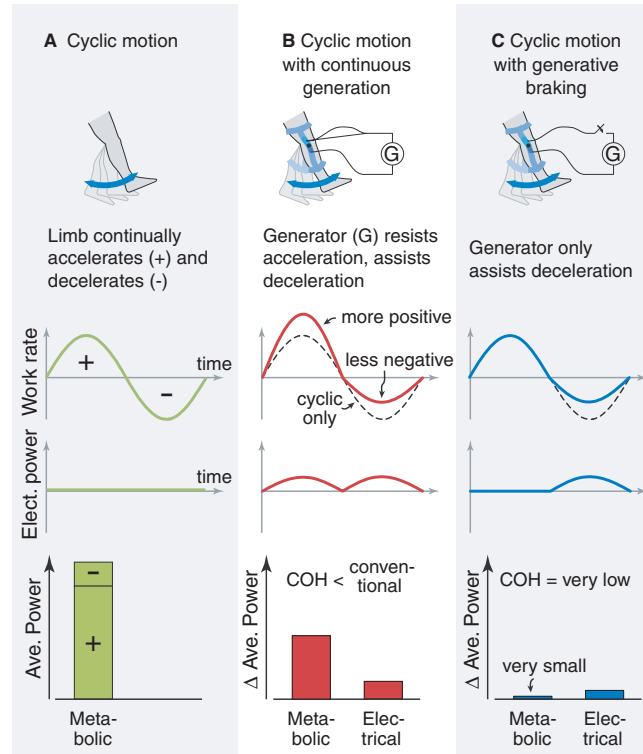 A Cyclic motion
Limb continually
accelerates (+) and
decelerates (-)
Work rate
+
-
time
Elect. power
time
Ave. Power
-
+
Meta-
bolic
B Cyclic motion
with continuous
generation
G
Generator (G) resists
acceleration, assists
deceleration
more positive
less negative
cyclic
only
Δ Ave. Power
COH < conven-
tional
Meta-
bolic
Elec-
trical
C Cyclic motion
with generative
braking
G
Generator only
assists deceleration
Δ Ave. Power
COH = very low
very small
Meta-
bolic
Elec-
trical